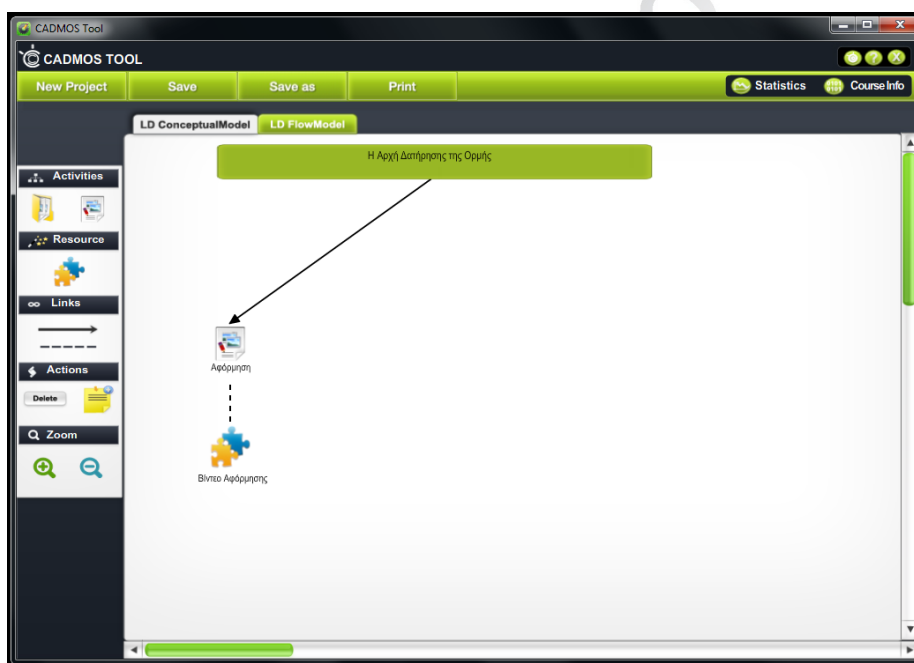 CADMOS Tool
CADMOS TOOL
New Project Save Save as Print Statistics Course Info
LD ConceptualModel LD FlowModel
Η Αρχή Διατήρησης της Ορμής
Activities
Resource
Links
Αφόρμηση
Actions
Delete
Zoom
Βίντεο Αφόρμησης